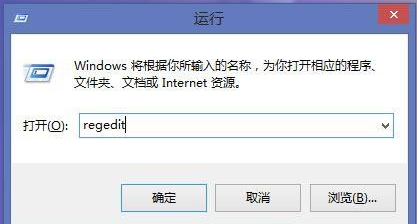 运行
Windows 将根据你所输入的名称，为你打开相应的程序、
文件夹、文档或 Internet 资源。
打开(O): regedit
确定 取消 浏览(B)...